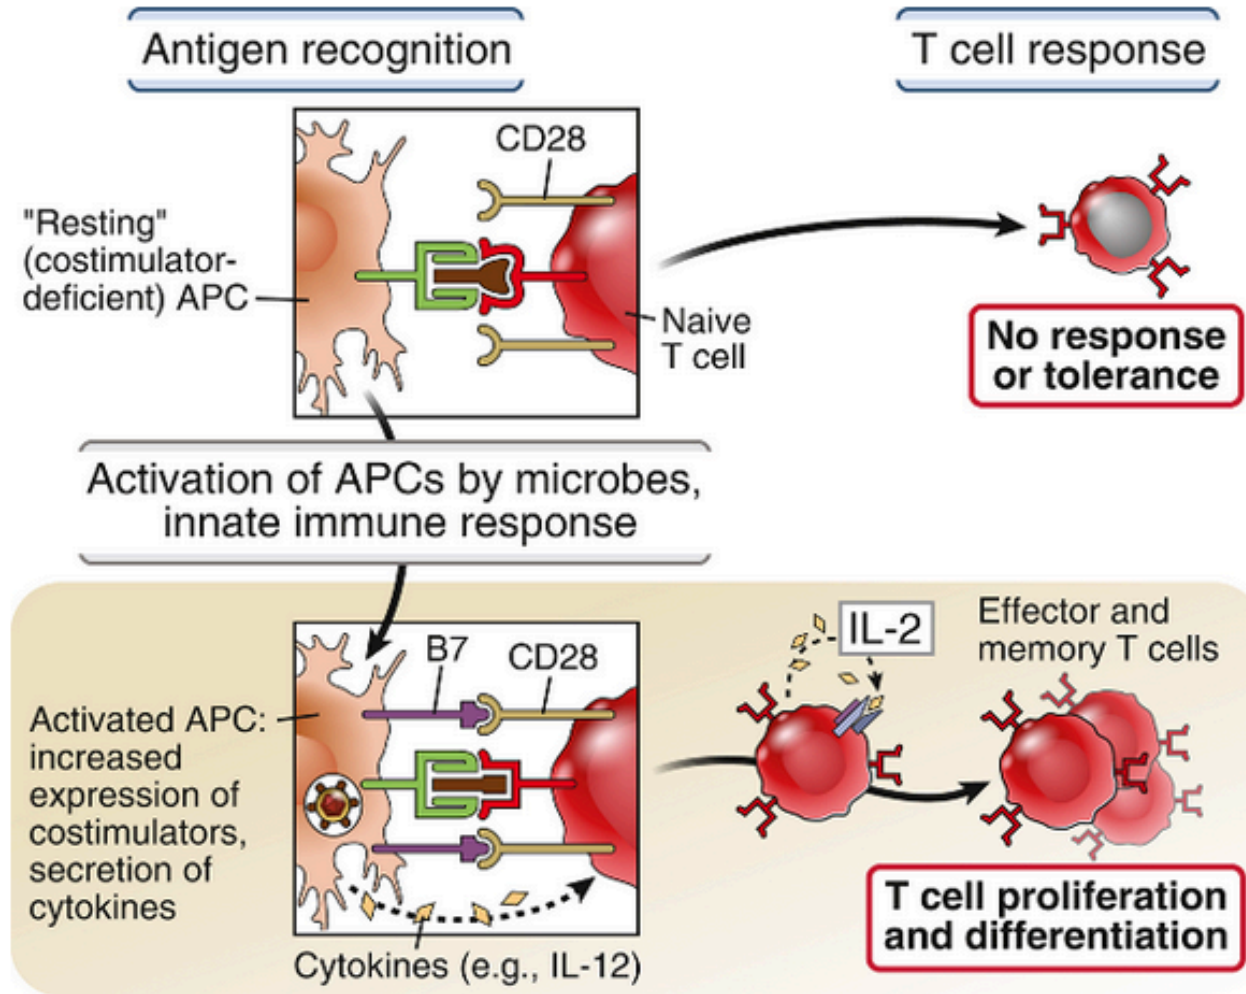 Antigen recognition
T cell response
CD28
"Resting"
(costimulator-
deficient) APC
Naive
T cell
No response
or tolerance
Activation of APCs by microbes,
innate immune response
B7
CD28
IL-2
Effector and
memory T cells
Activated APC:
increased
expression of
costimulators,
secretion of
cytokines
T cell proliferation
and differentiation
Cytokines (e.g., IL-12)